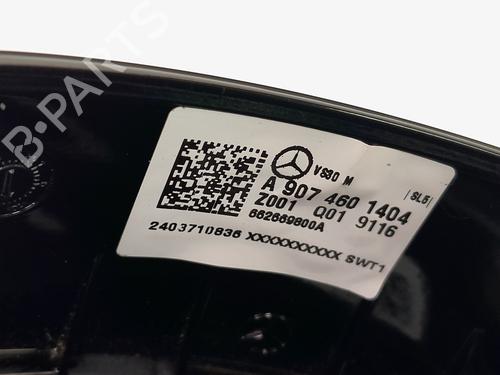 B-PARTS
VS30 M
SL5
A 907 460 1404
Z001 Q01 9116
662669800A
2403710836 XXXXXXXXXX SWT1